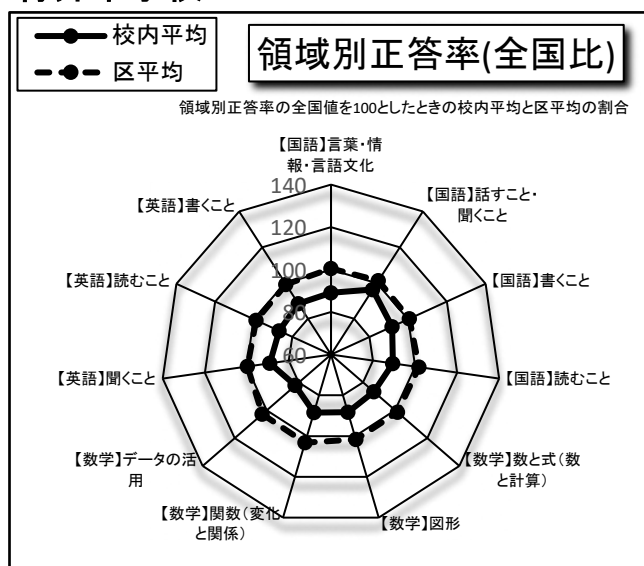 校内平均
区平均
領域別正答率(全国比)
領域別正答率の全国値を100としたときの校内平均と区平均の割合
【国語】言葉・情
報・言語文化
【国語】話すこと・
聞くこと
【国語】書くこと
【国語】読むこと
【数学】数と式(数
と計算)
【数学】図形
【数学】関数(変化
と関係)
【数学】データの活
用
【英語】聞くこと
【英語】読むこと
【英語】書くこと
140
120
100
80
60